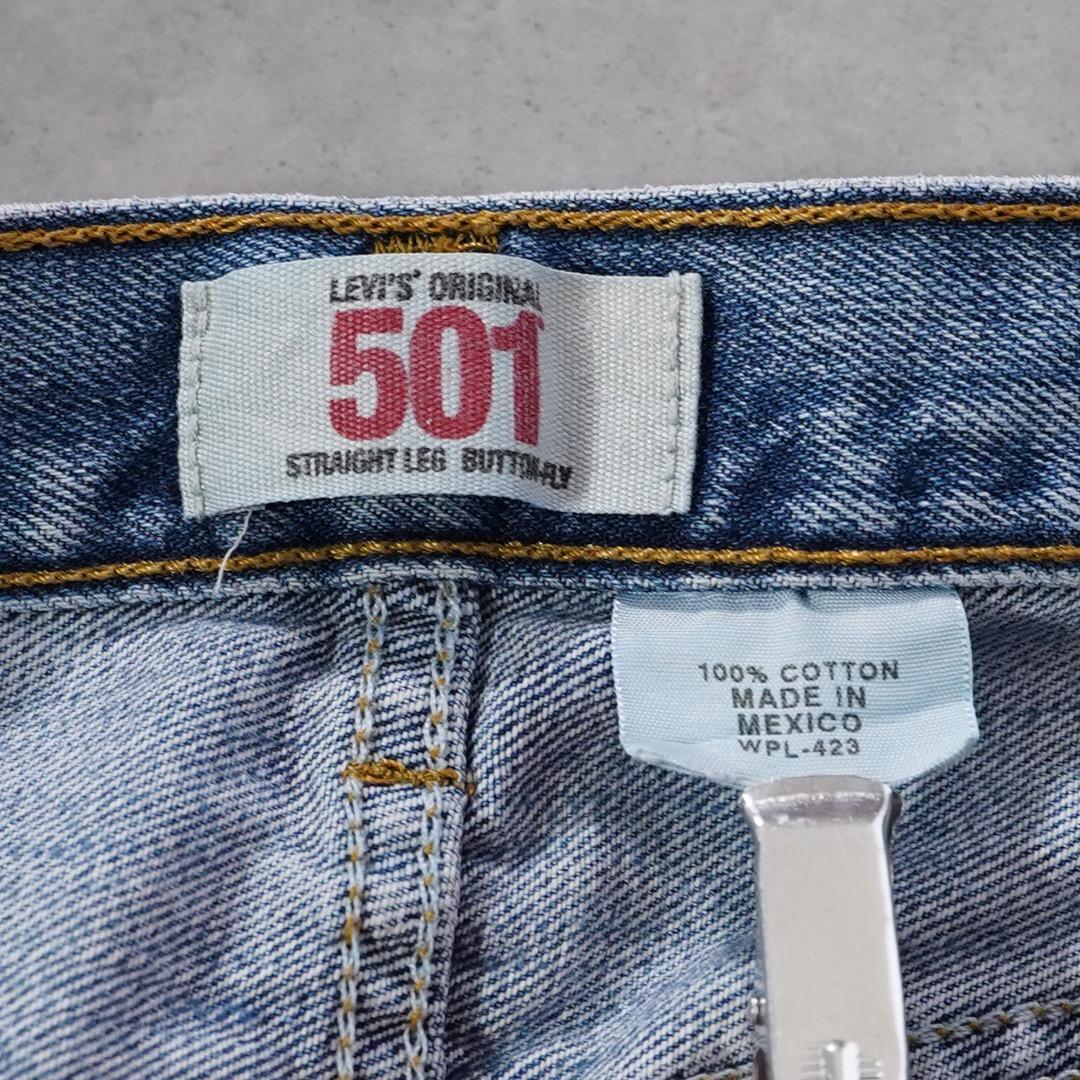 LEVI'S® ORIGINAL
501
STRAIGHT LEG BUTTON-FLY
100% COTTON
MADE IN
MEXICO
WPL-423